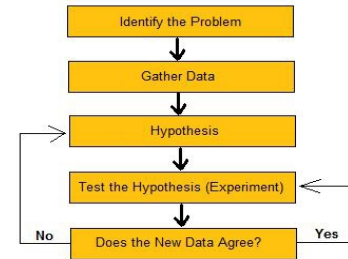 Identify the Problem
Gather Data
Hypothesis
Test the Hypothesis (Experiment)
No
Yes
Does the New Data Agree?